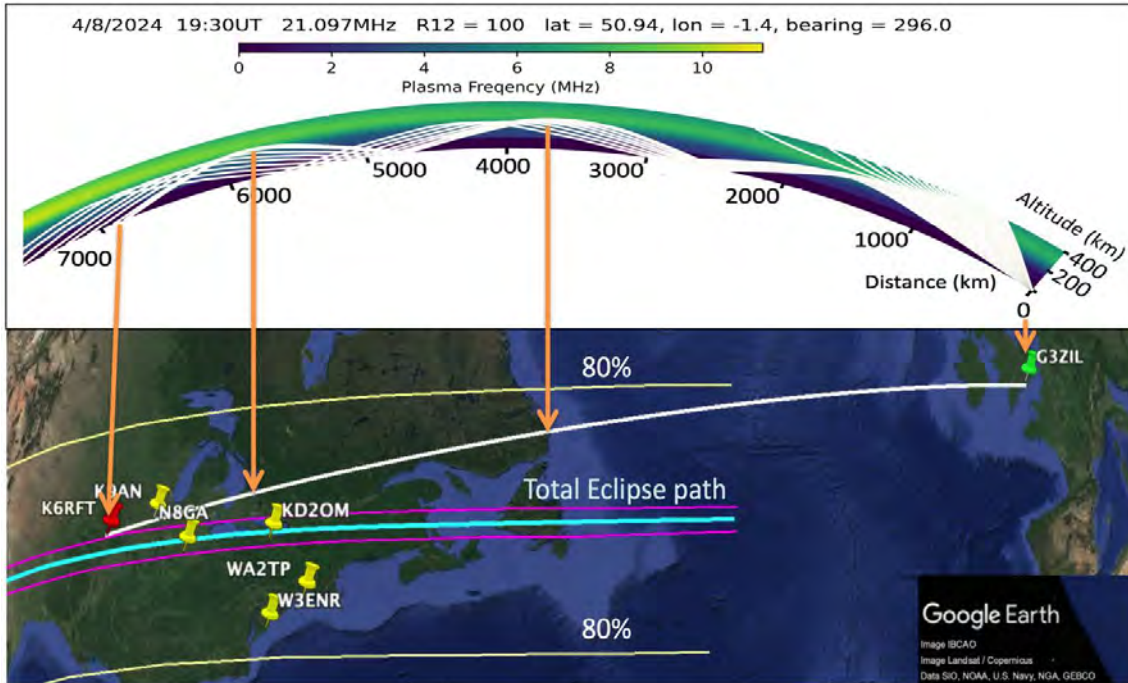 4/8/2024 19:30UT 21.097MHz R12 = 100 lat = 50.94, lon = -1.4, bearing = 296.0
0 2 4 6 8 10
Plasma Freqency (MHz)
7000 6000 5000 4000 3000 2000 1000 0
Altitude (km)
400
200
Distance (km)
80%
G3ZIL
K9AN
K6RFT
N8GA
KD2OM
Total Eclipse path
WA2TP
W3ENR
80%
Google Earth
Image IBCAO
Image Landsat / Copernicus
Data SIO, NOAA, U.S. Navy, NGA, GEBCO